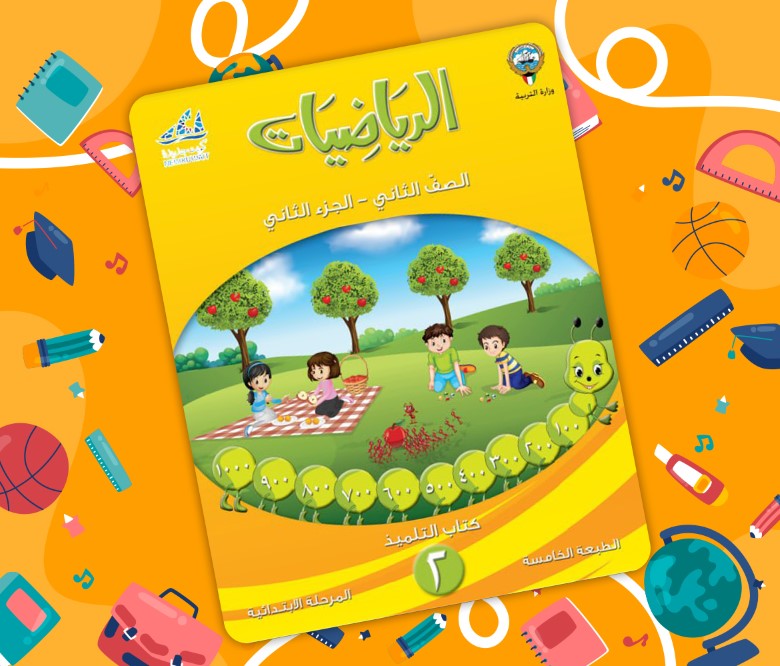 وزارة التربية
الرياضيات
الصفّ الثاني - الجزء الثاني
١٠٠
٢٠٠
٣٠٠
٤٠٠
٥٠٠
٦٠٠
٧٠٠
٨٠٠
٩٠٠
١٠٠٠
كتاب التلميذ
٢
الطبعة الخامسة
المرحلة الابتدائية